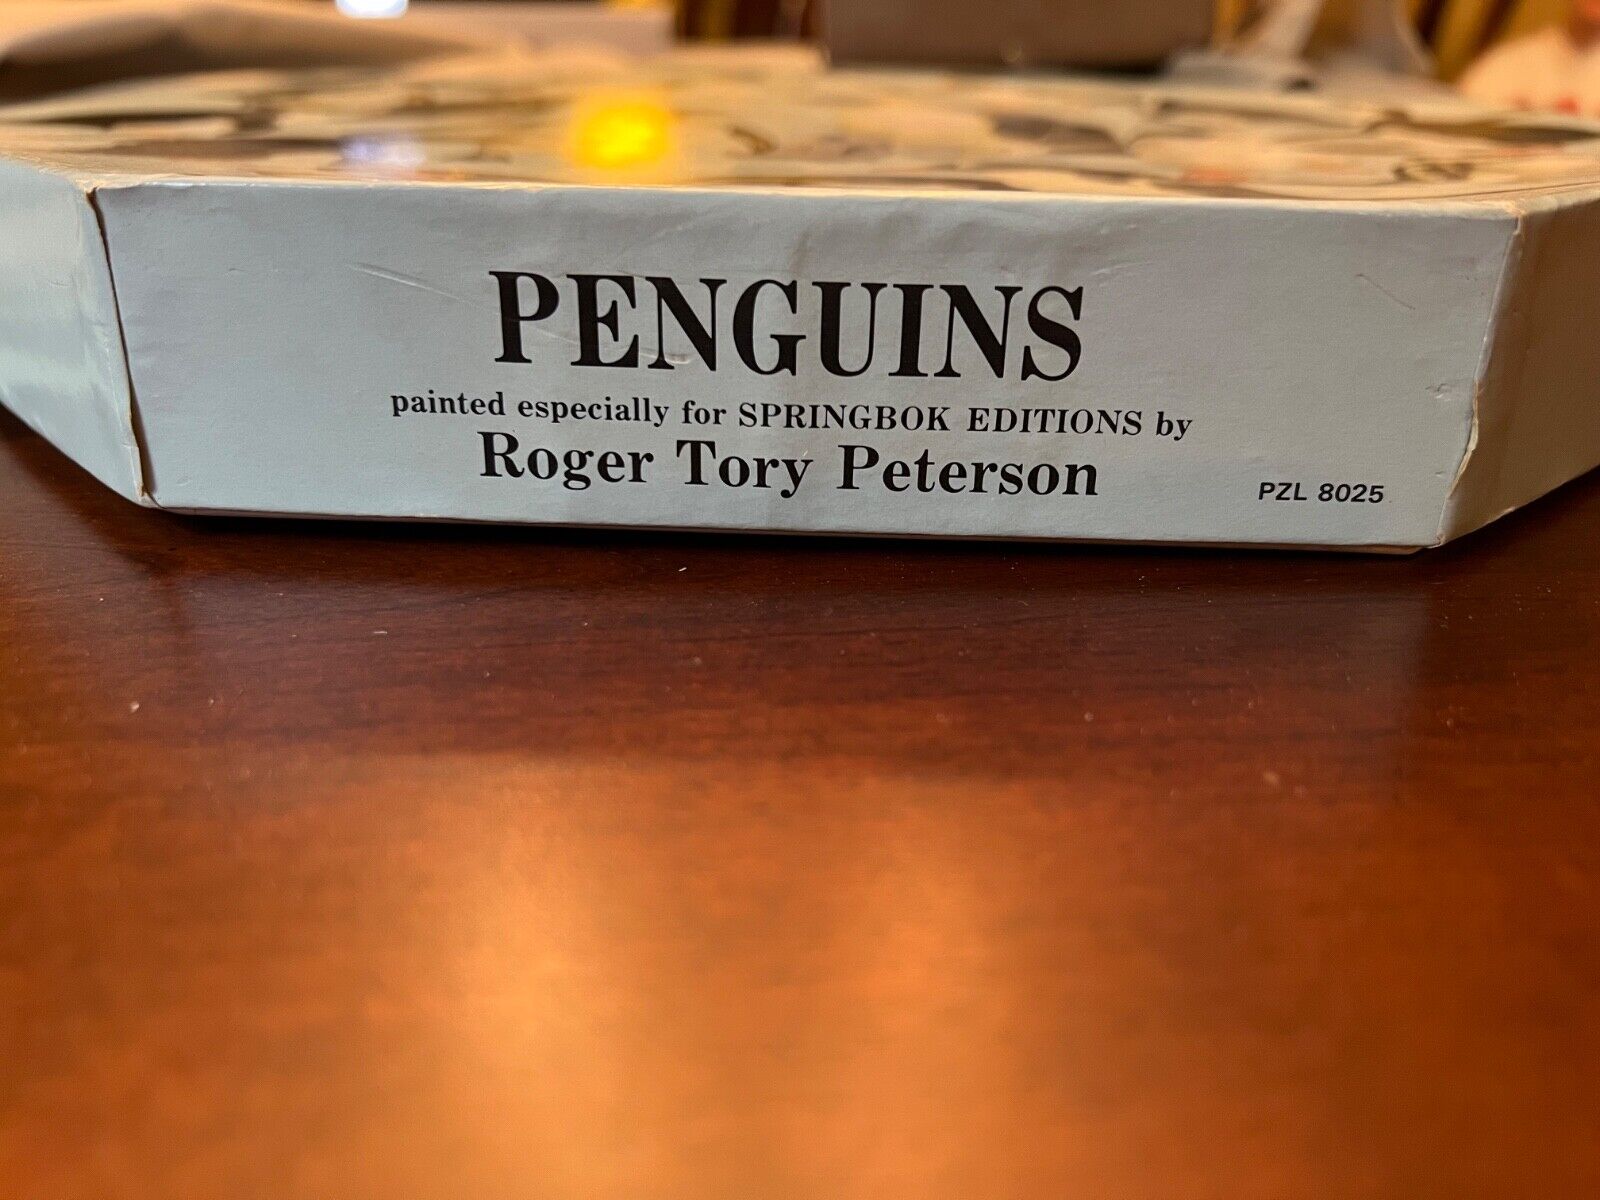 PENGUINS
painted especially for SPRINGBOK EDITIONS by
Roger Tory Peterson
PZL 8025